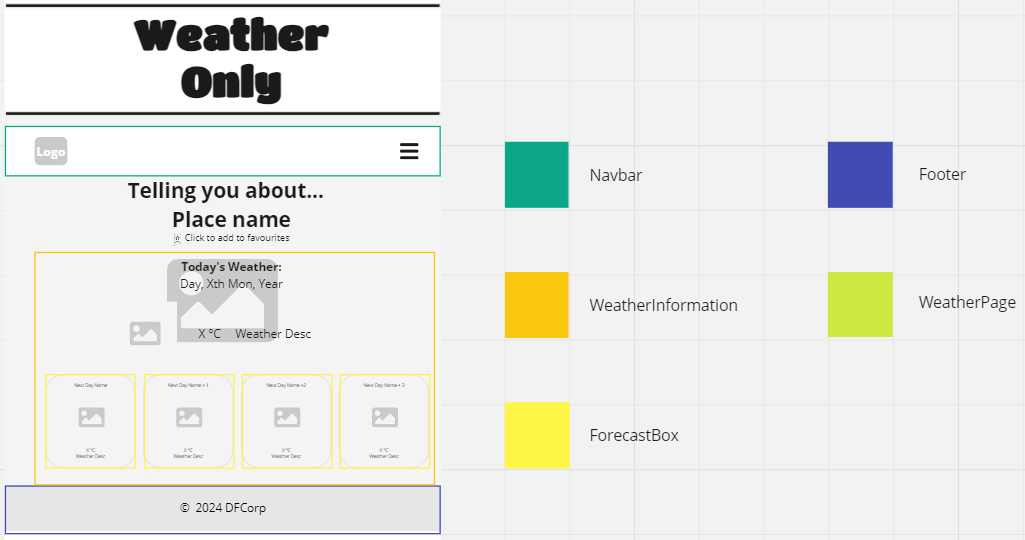 Weather
Only
Logo
Telling you about...
Place name
Click to add to favourites
Today's Weather:
Day, Xth Mon, Year
X °C Weather Desc
Next Day Name
X °C
Weather Desc
Next Day Name + 1
X °C
Weather Desc
Next Day Name +2
X °C
Weather Desc
Next Day Name + 3
X °C
Weather Desc
© 2024 DFCorp
Navbar
Footer
WeatherInformation
WeatherPage
ForecastBox